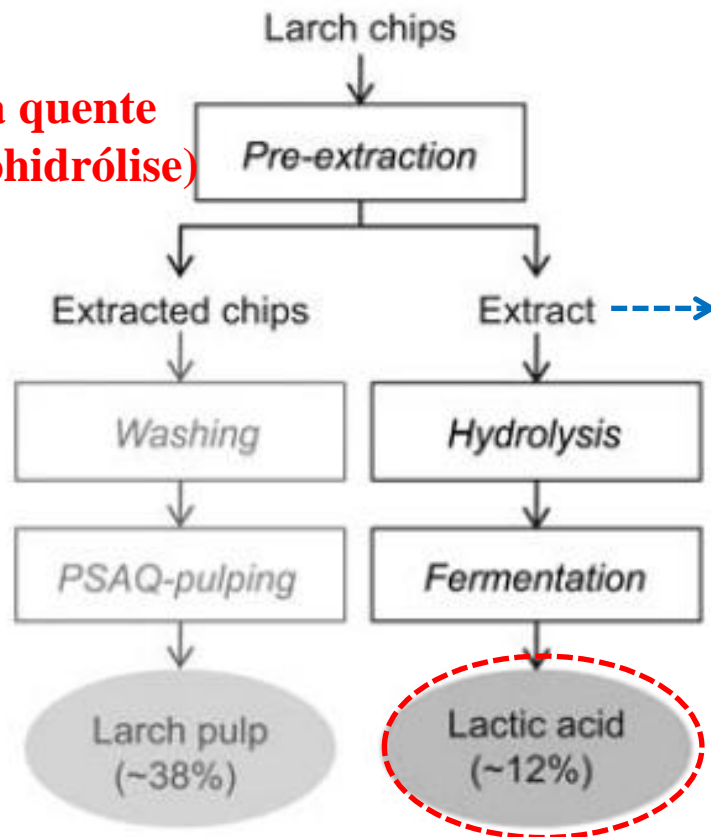 Larch chips
quente
Pre-extraction
Extracted chips
Extract
Washing
Hydrolysis
PSAQ-pulping
Fermentation
Larch pulp
(~38%)
Lactic acid
(~12%)